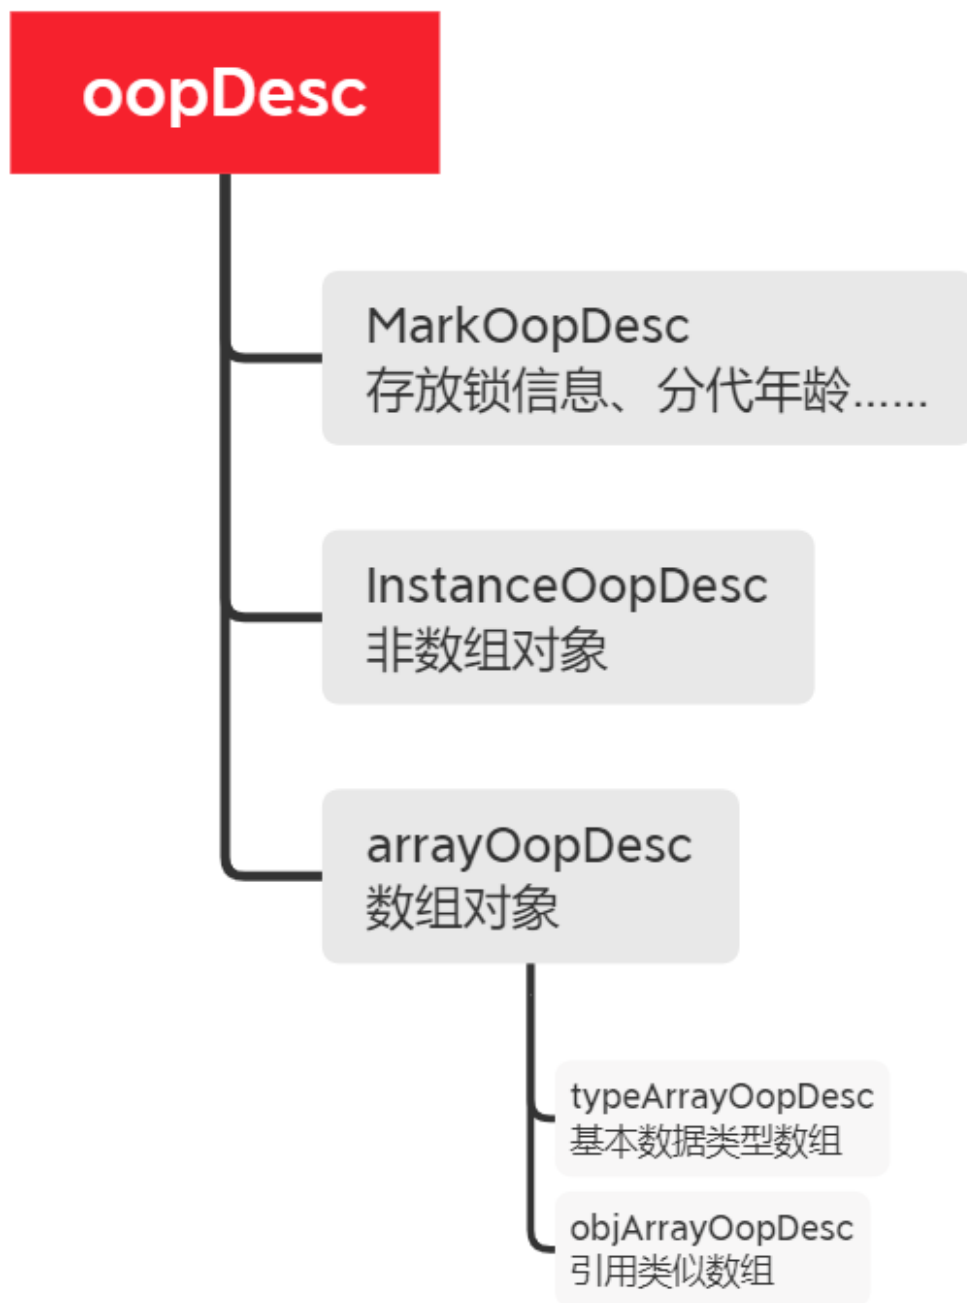 oopDesc
MarkOopDesc
存放锁信息、分代年龄……
InstanceOopDesc
非数组对象
arrayOopDesc
数组对象
typeArrayOopDesc
基本数据类型数组
objArrayOopDesc
引用类似数组